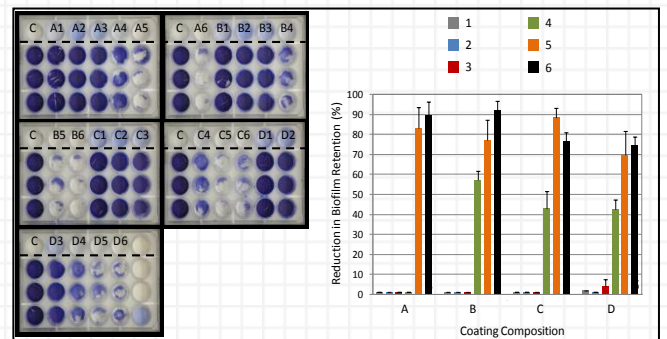 C A1 A2 A3 A4 A5
C A6 B1 B2 B3 B4
C B5 B6 C1 C2 C3
C C4 C5 C6 D1 D2
C D3 D4 D5 D6
1 4
2 5
3 6
Reduction in Biofilm Retention (%)
100
90
80
70
60
50
40
30
20
10
0
A B C D
Coating Composition